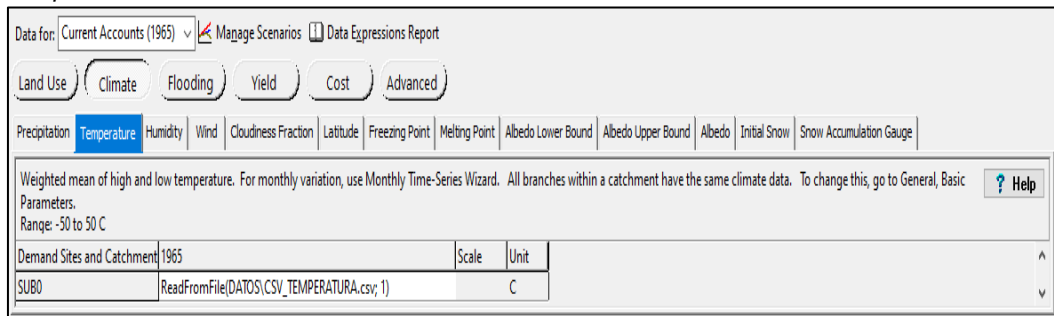 Data for: Current Accounts (1965) Manage Scenarios Data Expressions Report
Land Use Climate Flooding Yield Cost Advanced
Precipitation Temperature Humidity Wind Cloudiness Fraction Latitude Freezing Point Melting Point Albedo Lower Bound Albedo Upper Bound Albedo Initial Snow Snow Accumulation Gauge
Weighted mean of high and low temperature. For monthly variation, use Monthly Time-Series Wizard. All branches within a catchment have the same climate data. To change this, go to General, Basic ? Help
Parameters.
Range: -50 to 50 C
Demand Sites and Catchment 1965 Scale Unit
SUB0 ReadFromFile(DATOS\CSV_TEMPERATURA.csv; 1) C